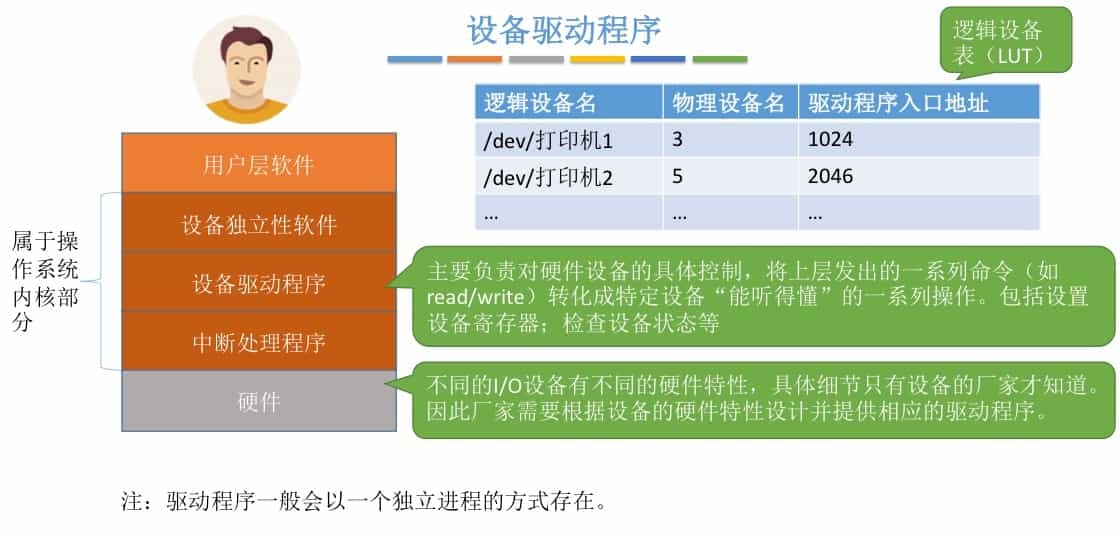 设备驱动程序
逻辑设备
表（LUT）
逻辑设备名 物理设备名 驱动程序入口地址
/dev/打印机1 3 1024
/dev/打印机2 5 2046
... ... ...
用户层软件
设备独立性软件
设备驱动程序
中断处理程序
硬件
属于操
作系统
内核部
分
主要负责对硬件设备的具体控制，将上层发出的一系列命令（如
read/write）转化成特定设备“能听得懂”的一系列操作。包括设置
设备寄存器；检查设备状态等
不同的I/O设备有不同的硬件特性，具体细节只有设备的厂家才知道。
因此厂家需要根据设备的硬件特性设计并提供相应的驱动程序。
注：驱动程序一般会以一个独立进程的方式存在。